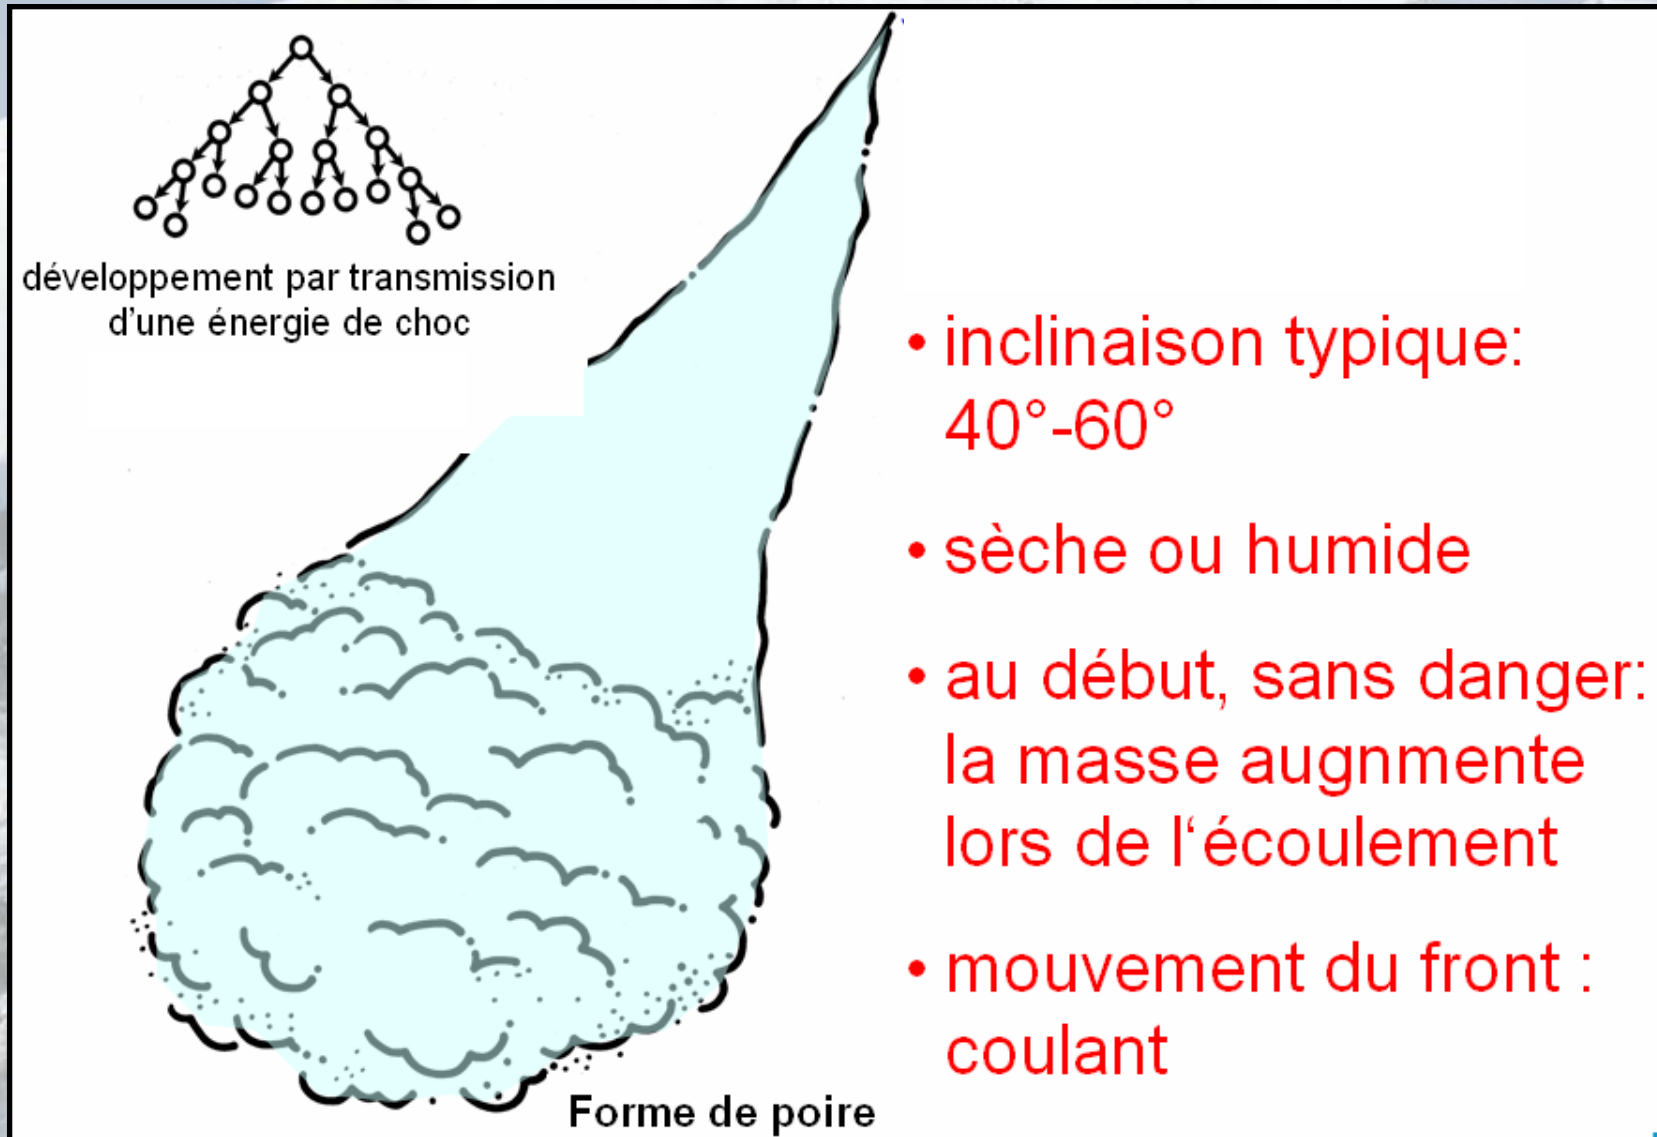 développement par transmission
d'une énergie de choc
• inclinaison typique:
40°-60°
• sèche ou humide
• au début, sans danger:
la masse augnmente
lors de l‘écoulement
• mouvement du front :
coulant
Forme de poire